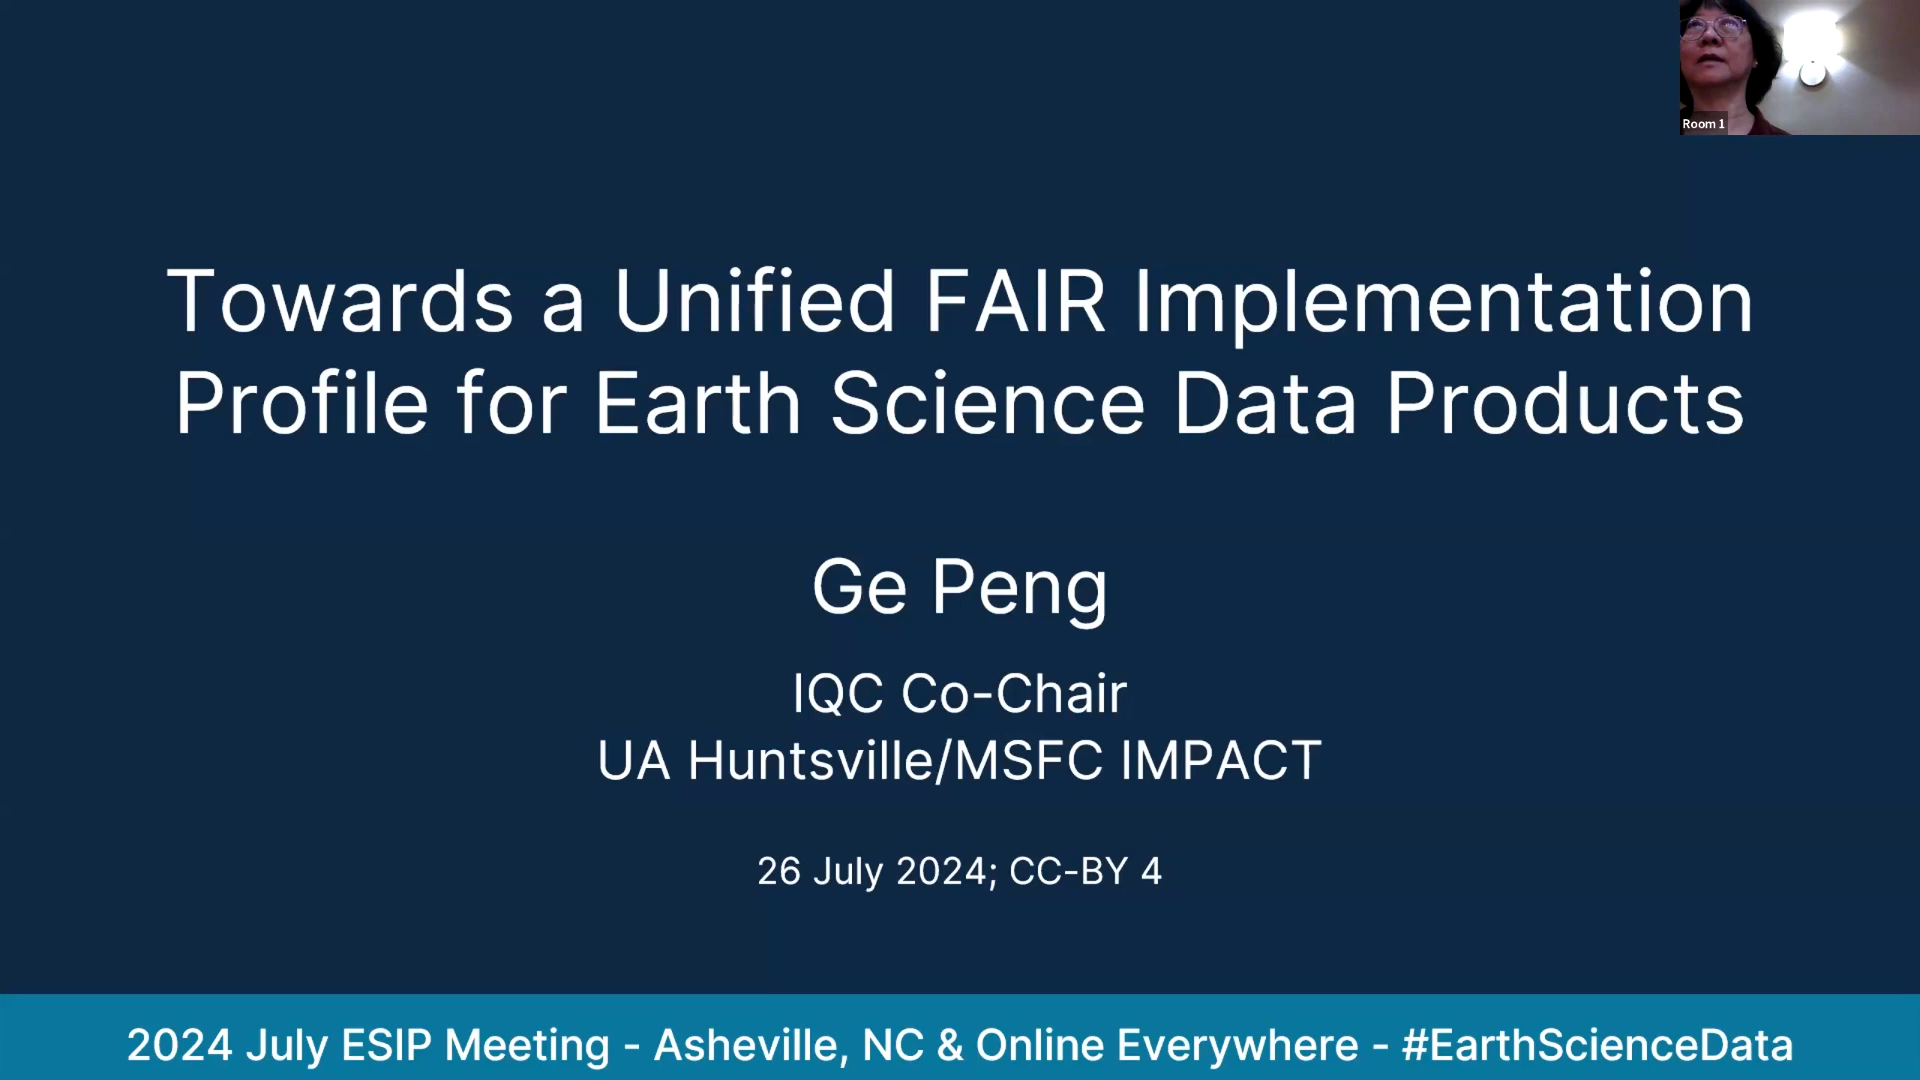 Room 1
Towards a Unified FAIR Implementation
Profile for Earth Science Data Products
Ge Peng
IQC Co-Chair
UA Huntsville/MSFC IMPACT
26 July 2024; CC-BY 4
2024 July ESIP Meeting - Asheville, NC & Online Everywhere - #EarthScienceData